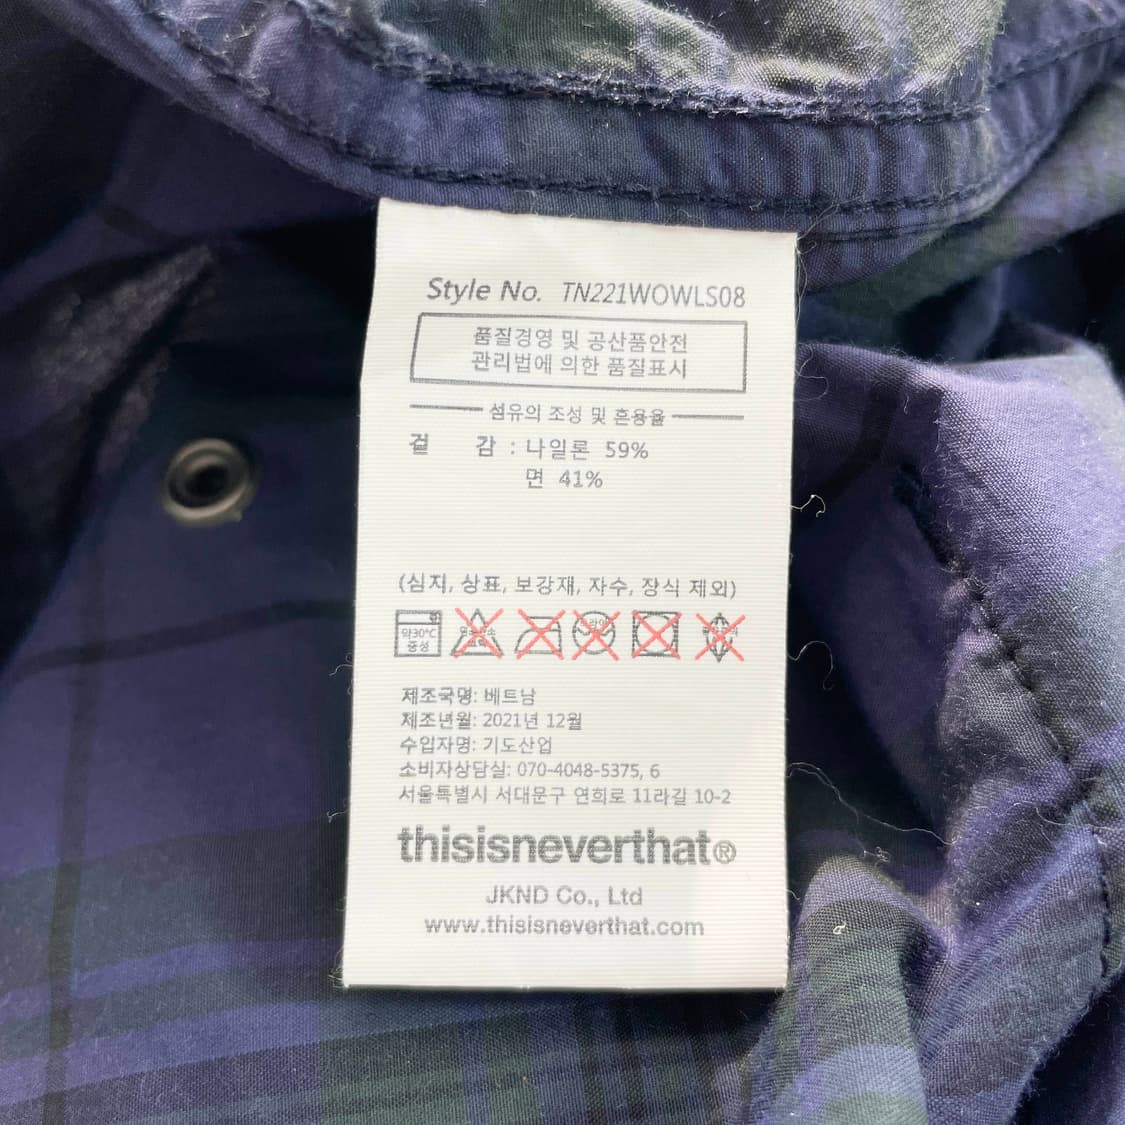 Style No. TN221WOWLS08
품질경영 및 공산품안전
관리법에 의한 품질표시
섬유의 조성 및 혼용율
겉 감 : 나일론 59%
면 41%
(심지, 상표, 보강재, 자수, 장식 제외)
약30℃
중성
제조국명: 베트남
제조년월: 2021년 12월
수입자명: 기도산업
소비자상담실: 070-4048-5375, 6
서울특별시 서대문구 연희로 11라길 10-2
thisisneverthat®
JKND Co., Ltd
www.thisisneverthat.com